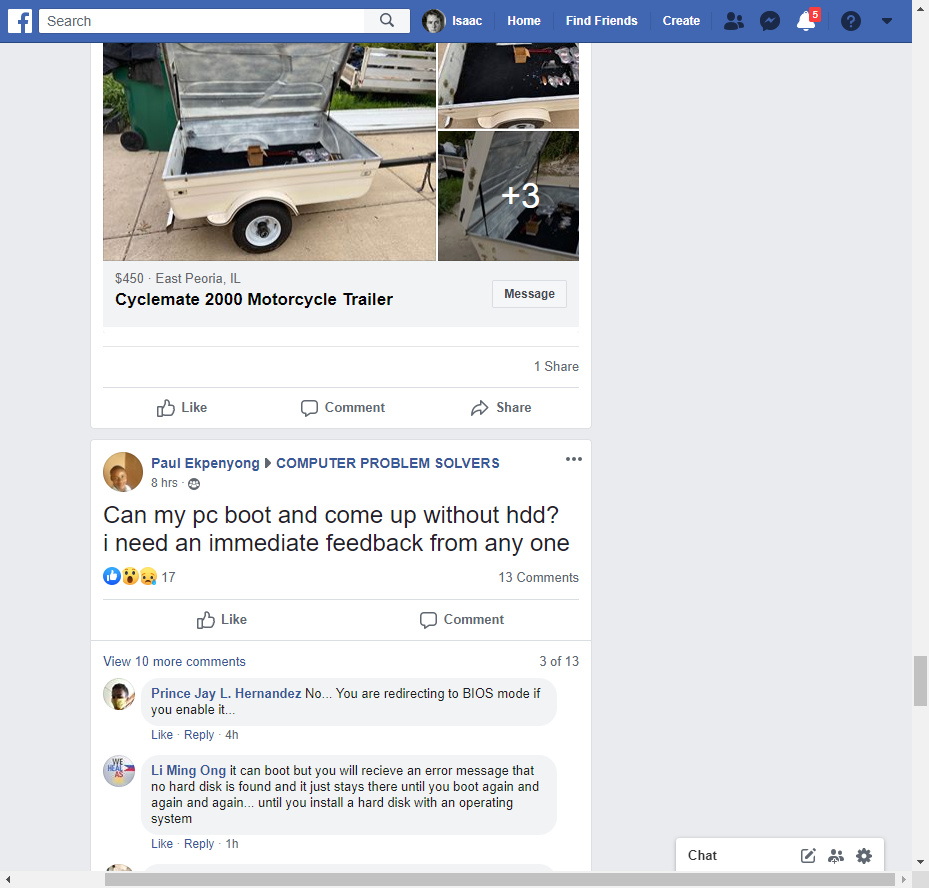 Search
Isaac
Home
Find Friends
Create
5
+3
$450 · East Peoria, IL
Cyclemate 2000 Motorcycle Trailer
Message
1 Share
Like
Comment
Share
Paul Ekpenyong COMPUTER PROBLEM SOLVERS
8 hrs ·
Can my pc boot and come up without hdd?
i need an immediate feedback from any one
17
13 Comments
Like
Comment
View 10 more comments
3 of 13
Prince Jay L. Hernandez No... You are redirecting to BIOS mode if
you enable it...
Like · Reply · 4h
WE
HEAL
AS
Li Ming Ong it can boot but you will recieve an error message that
no hard disk is found and it just stays there until you boot again and
again and again... until you install a hard disk with an operating
system
Like · Reply · 1h
Chat